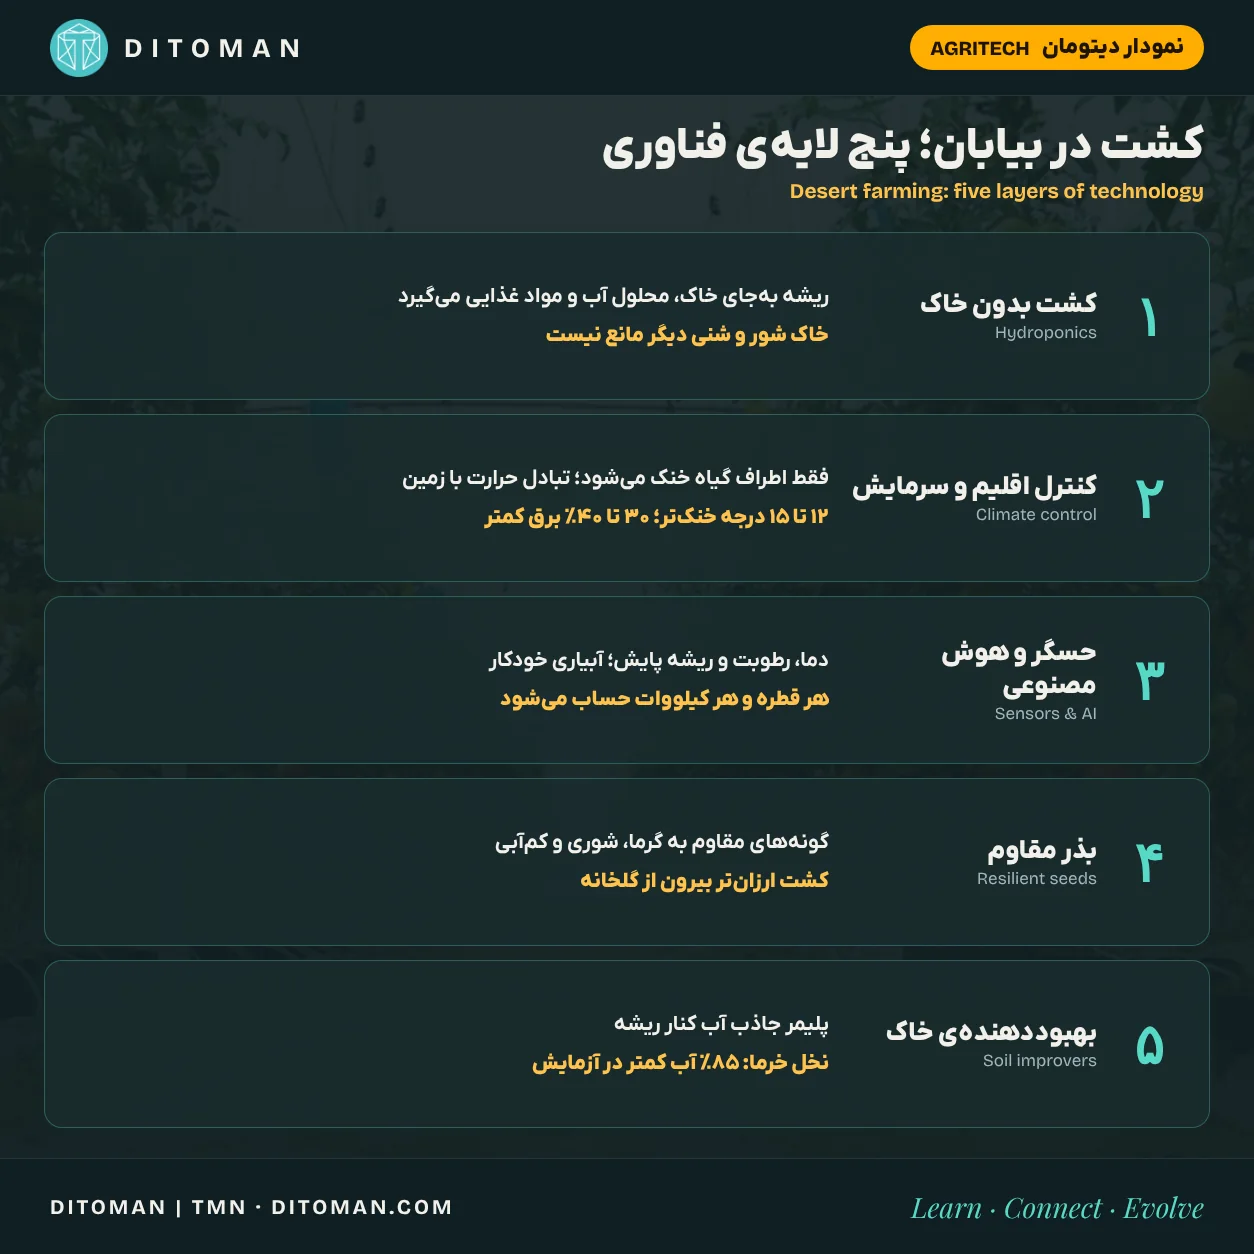 DITOMAN
نمودار دیتومان AGRITECH
کشت در بیابان؛ پنج لایه‌ی فناوری
Desert farming: five layers of technology
۱
کشت بدون خاک
Hydroponics
ریشه به‌جای خاک، محلول آب و مواد غذایی می‌گیرد
خاک شور و شنی دیگر مانع نیست
۲
کنترل اقلیم و سرمایش
Climate control
فقط اطراف گیاه خنک می‌شود؛ تبادل حرارت با زمین
۱۲ تا ۱۵ درجه خنک‌تر؛ ۳۰ تا ۴۰٪ برق کمتر
۳
حسگر و هوش
مصنوعی
Sensors & AI
دما، رطوبت و ریشه پایش؛ آبیاری خودکار
هر قطره و هر کیلووات حساب می‌شود
۴
بذر مقاوم
Resilient seeds
گونه‌های مقاوم به گرما، شوری و کم‌آبی
کشت ارزان‌تر بیرون از گلخانه
۵
بهبوددهنده‌ی خاک
Soil improvers
پلیمر جاذب آب کنار ریشه
نخل خرما: ۸۵٪ آب کمتر در آزمایش
DITOMAN | TMN · DITOMAN.COM
Learn · Connect · Evolve